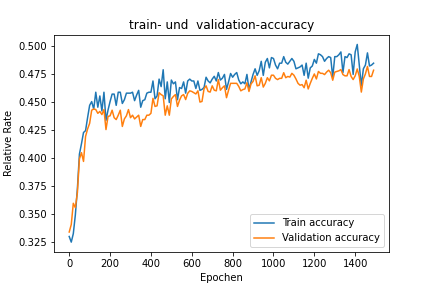 train- und  validation-accuracy
0.500
0.475
0.450
0.425
0.400
0.375
0.350
0.325
Relative Rate
0 200 400 600 800 1000 1200 1400
Epochen
Train accuracy
Validation accuracy